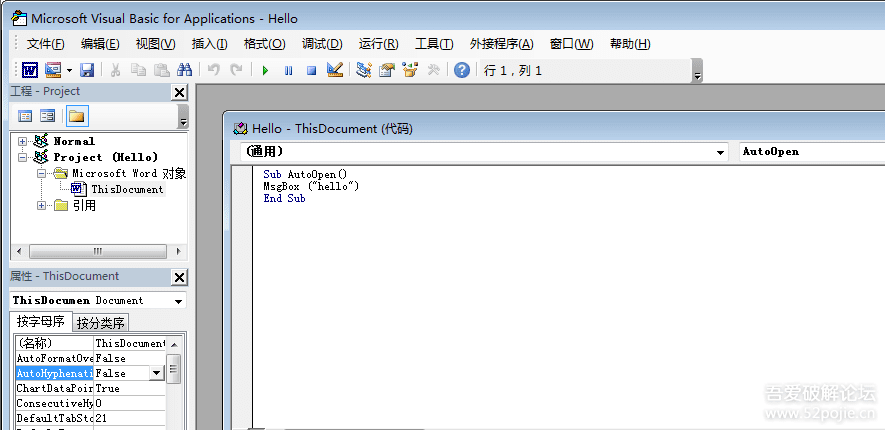 Microsoft Visual Basic for Applications - Hello
文件(F) 编辑(E) 视图(V) 插入(I) 格式(O) 调试(D) 运行(R) 工具(T) 外接程序(A) 窗口(W) 帮助(H)
行 1 , 列 1
工程 - Project
Normal
Project (Hello)
Microsoft Word 对象
ThisDocument
引用
属性 - ThisDocument
ThisDocumen Document
按字母序 按分类序
(名称) ThisDocument
AutoFormatOve False
AutoHyphenati False
ChartDataPoin True
ConsecutiveHy 0
DefaultTabSto 21
Hello - ThisDocument (代码)
(通用) AutoOpen
Sub AutoOpen()
MsgBox ("hello")
End Sub
吾爱破解论坛
www.52pojie.cn